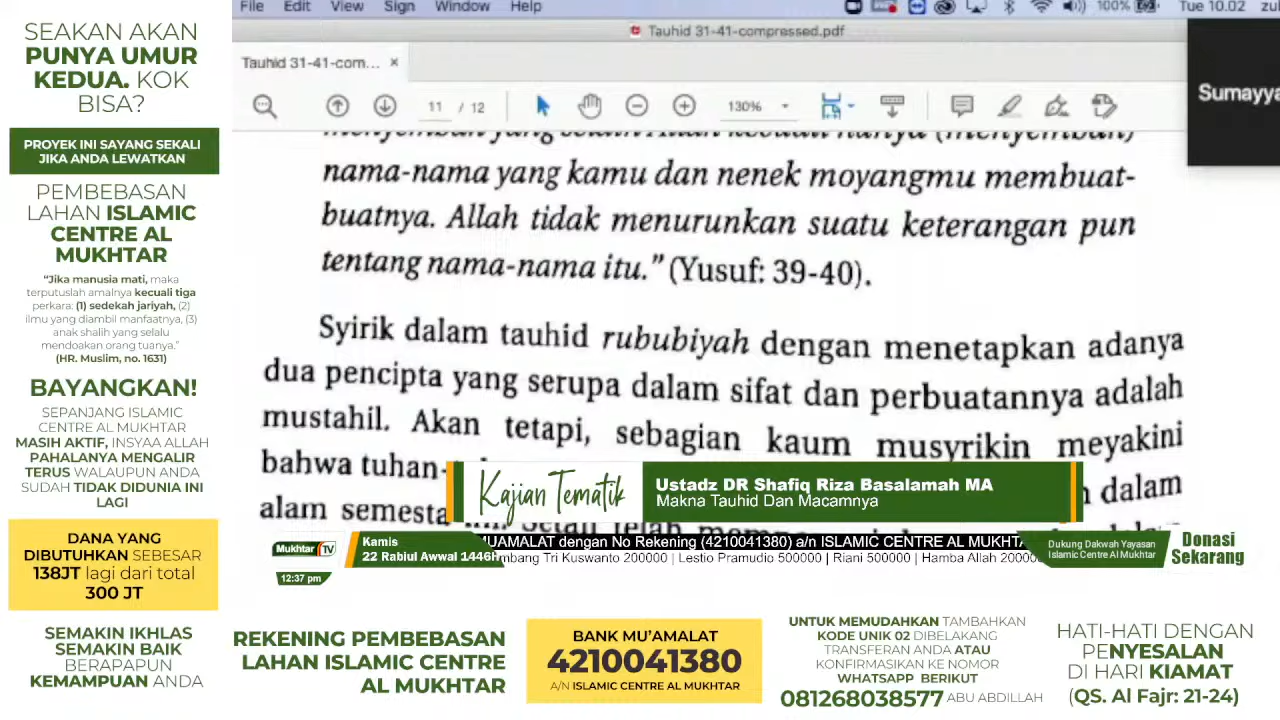 SEAKAN AKAN
PUNYA UMUR
KEDUA. KOK
BISA?
PROYEK INI SAYANG SEKALI
JIKA ANDA LEWATKAN
PEMBEBASAN
LAHAN ISLAMIC
CENTRE AL
MUKHTAR
“Jika manusia mati, maka
terputuslah amalnya kecuali tiga
perkara: (1) sedekah jariyah, (2)
ilmu yang diambil manfaatnya, (3)
anak shalih yang selalu
mendoakan orang tuanya.”
(HR. Muslim, no. 1631)
BAYANGKAN!
SEPANJANG ISLAMIC
CENTRE AL MUKHTAR
MASIH AKTIF, INSYAA ALLAH
PAHALANYA MENGALIR
TERUS WALAUPUN ANDA
SUDAH TIDAK DIDUNIA INI
LAGI
DANA YANG
DIBUTUHKAN SEBESAR
138JT lagi dari total
300 JT
SEMAKIN IKHLAS
SEMAKIN BAIK
BERAPAPUN
KEMAMPUAN ANDA
File Edit View Sign Window Help 100% Tue 10.02 zul
Tauhid 31-41-compressed.pdf
Tauhid 31-41-com... ×
11 / 12 130%
Sumayya
menyembah yang selain Allah kecuali hanya (menyembah)
nama-nama yang kamu dan nenek moyangmu membuat-
buatnya. Allah tidak menurunkan suatu keterangan pun
tentang nama-nama itu.” (Yusuf: 39-40).
Syirik dalam tauhid rububiyah dengan menetapkan adanya
dua pencipta yang serupa dalam sifat dan perbuatannya adalah
mustahil. Akan tetapi, sebagian kaum musyrikin meyakini
bahwa tuhan- dalam
alam semesta
Kajian Tematik
Ustadz DR Shafiq Riza Basalamah MA
Makna Tauhid Dan Macamnya
Mukhtar TV
12:37 pm
Kamis
22 Rabiul Awwal 1446H
MUAMALAT dengan No Rekening (4210041380) a/n ISLAMIC CENTRE AL MUKHTA
mbang Tri Kuswanto 200000 | Lestio Pramudio 500000 | Riani 500000 | Hamba Allah 200000
Dukung Dakwah Yayasan
Islamic Centre Al Mukhtar
Donasi
Sekarang
REKENING PEMBEBASAN
LAHAN ISLAMIC CENTRE
AL MUKHTAR
BANK MU’AMALAT
4210041380
A/N ISLAMIC CENTRE AL MUKHTAR
UNTUK MEMUDAHKAN TAMBAHKAN
KODE UNIK 02 DIBELAKANG
TRANSFERAN ANDA ATAU
KONFIRMASIKAN KE NOMOR
WHATSAPP BERIKUT
081268038577 ABU ABDILLAH
HATI-HATI DENGAN
PENYESALAN
DI HARI KIAMAT
(QS. Al Fajr: 21-24)